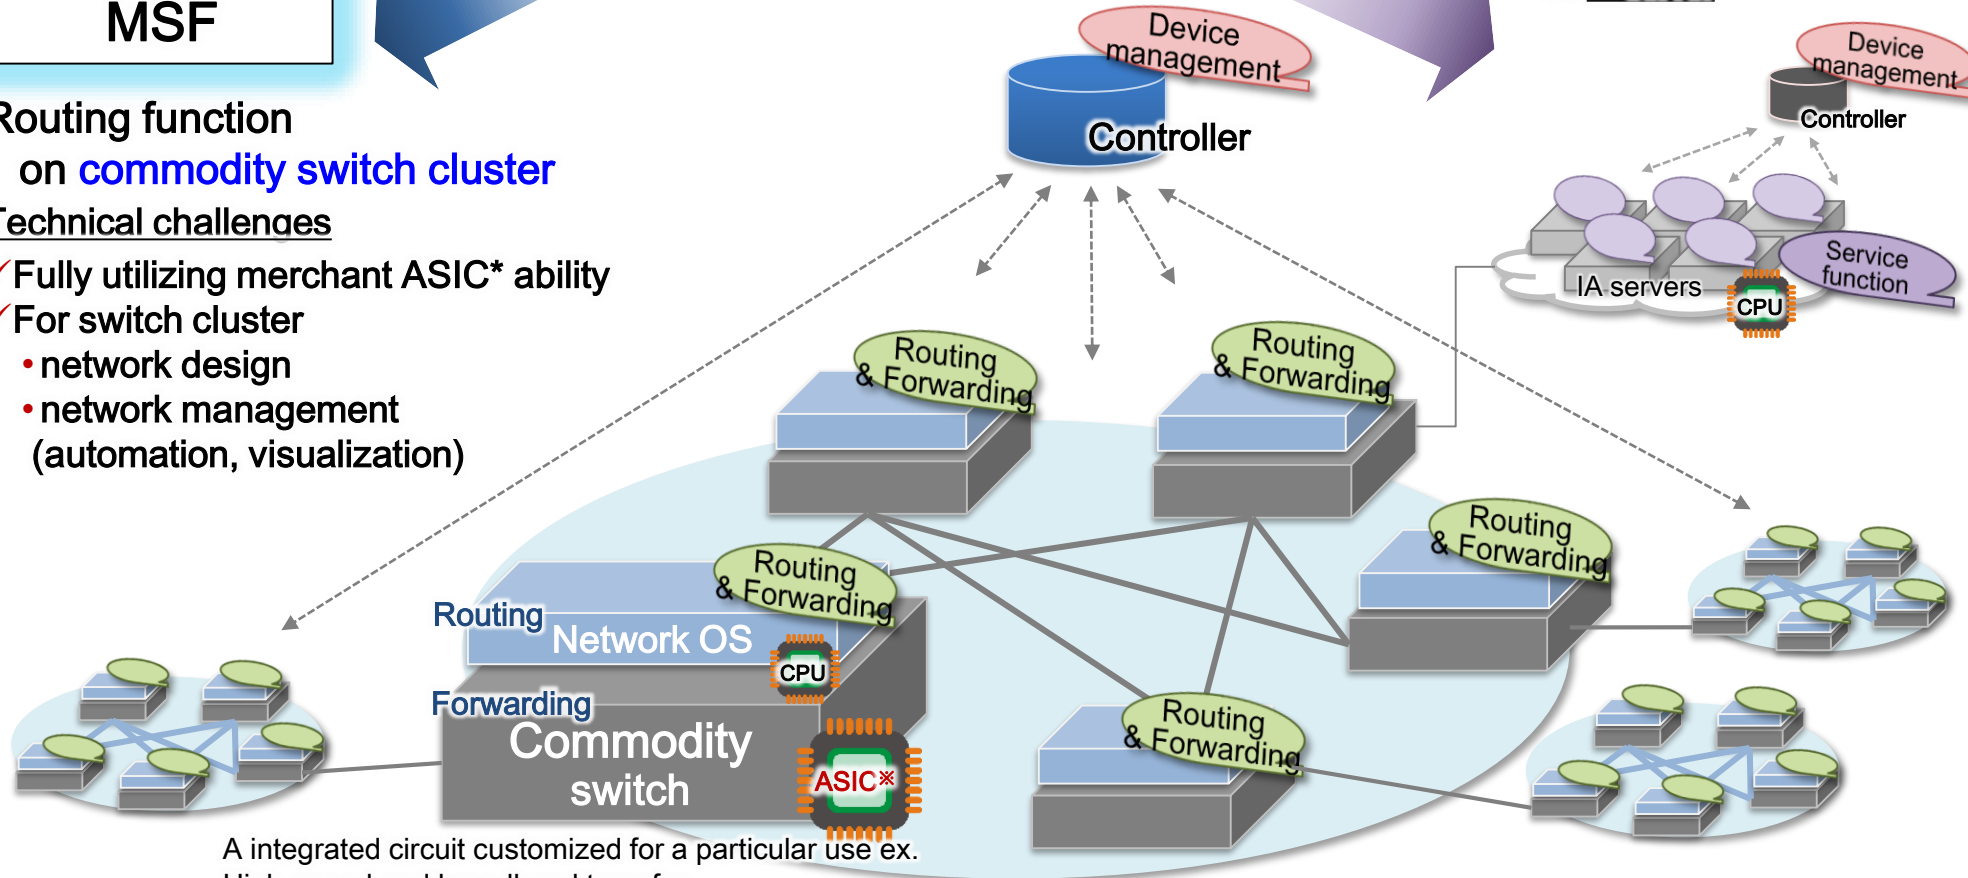 MSF
Routing function
on commodity switch cluster
Technical challenges
✓Fully utilizing merchant ASIC* ability
✓For switch cluster
•network design
•network management
(automation, visualization)
Device
management
Controller
Device
management
Controller
Service
function
IA servers
CPU
Routing
& Forwarding
Routing
& Forwarding
Routing
& Forwarding
Routing
& Forwarding
Routing
Network OS
CPU
Forwarding
Commodity
switch
ASIC※
Routing
& Forwarding
A integrated circuit customized for a particular use ex.